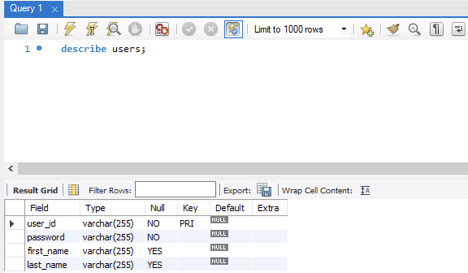 Query 1
Limit to 1000 rows
1 describe users;
Result Grid Filter Rows: Export: Wrap Cell Content: IA
Field Type Null Key Default Extra
user_id varchar(255) NO PRI NULL
password varchar(255) NO NULL
first_name varchar(255) YES NULL
last_name varchar(255) YES NULL